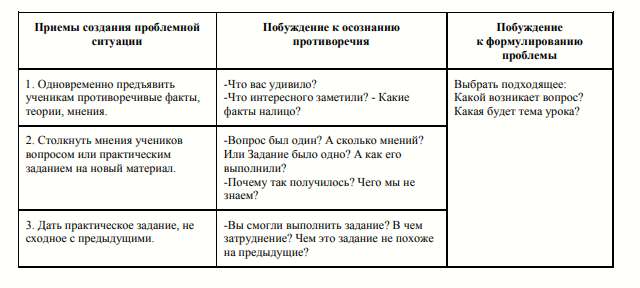 Приемы создания проблемной
ситуации
Побуждение к осознанию
противоречия
Побуждение
к формулированию
проблемы
1. Одновременно предъявить
ученикам противоречивые факты,
теории, мнения.
-Что вас удивило?
-Что интересного заметили? - Какие
факты налицо?
Выбрать подходящее:
Какой возникает вопрос?
Какая будет тема урока?
2. Столкнуть мнения учеников
вопросом или практическим
заданием на новый материал.
-Вопрос был один? А сколько мнений?
Или Задание было одно? А как его
выполнили?
-Почему так получилось? Чего мы не
знаем?
3. Дать практическое задание, не
сходное с предыдущими.
-Вы смогли выполнить задание? В чем
затруднение? Чем это задание не похоже
на предыдущие?